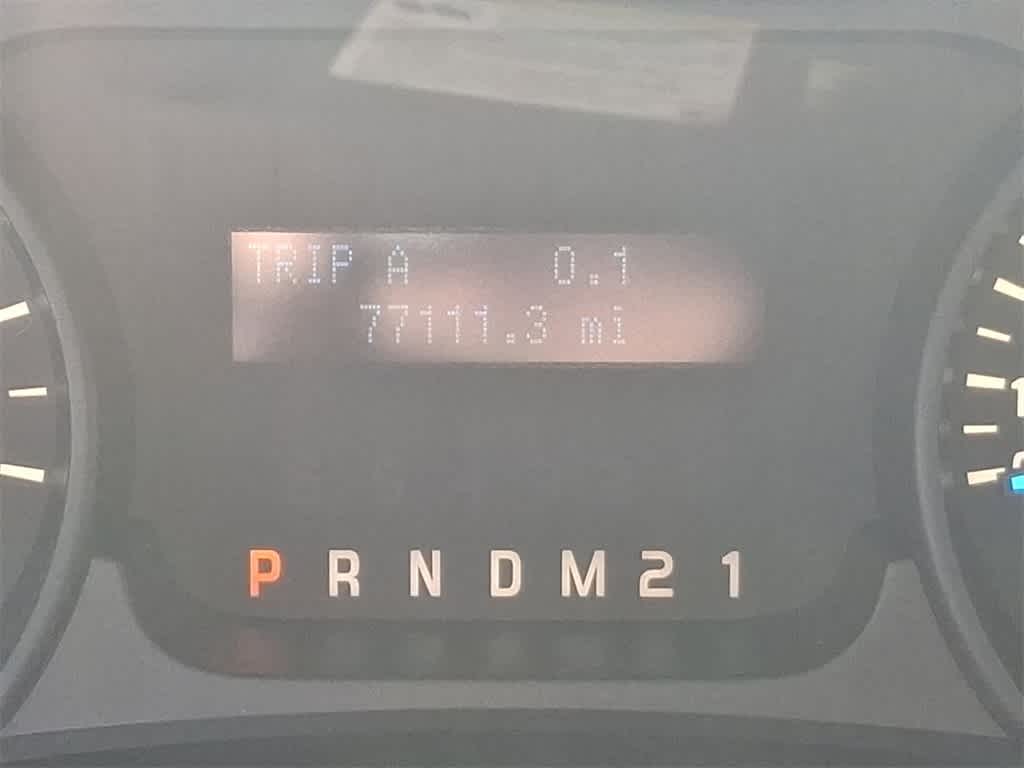 TRIP A 0.1
77111.3 mi
P R N D M 2 1